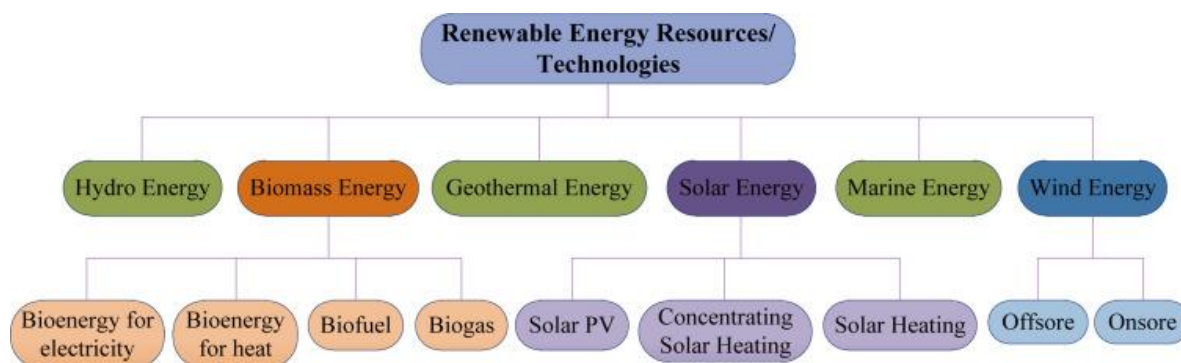 Renewable Energy Resources/
Technologies
Hydro Energy
Biomass Energy
Geothermal Energy
Solar Energy
Marine Energy
Wind Energy
Bioenergy for
electricity
Bioenergy
for heat
Biofuel
Biogas
Solar PV
Concentrating
Solar Heating
Solar Heating
Offsore
Onsore